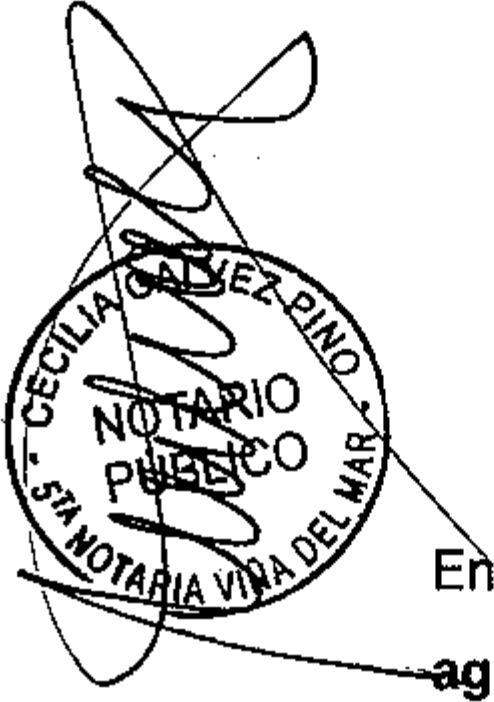 CECILIA GALVEZ PINO
NOTARIO
PUBLICO
5TA NOTARIA VIÑA DEL MAR
En
ag